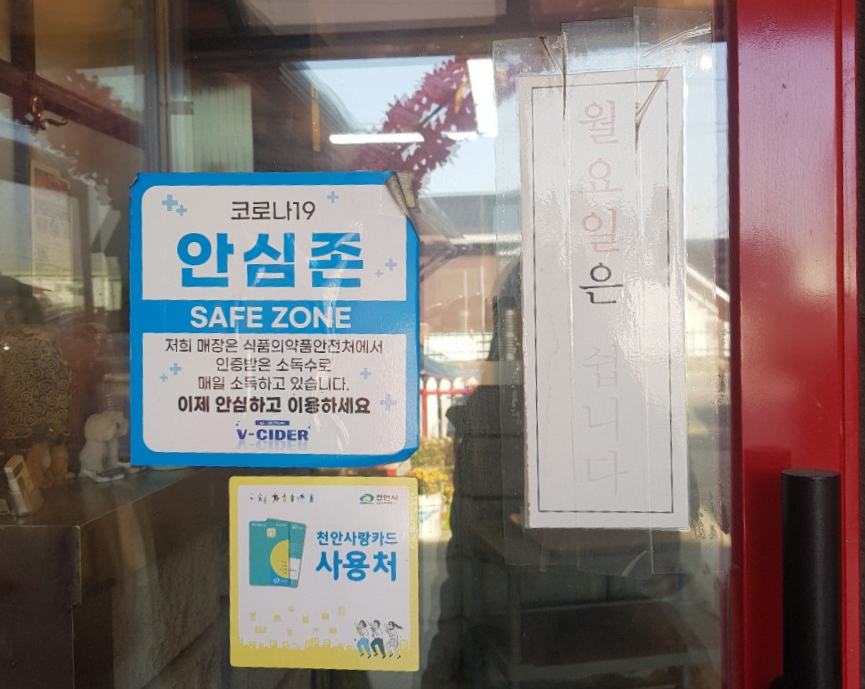 코로나19
안심존
SAFE ZONE
저희 매장은 식품의약품안전처에서
인증받은 소독수로
매일 소독하고 있습니다.
이제 안심하고 이용하세요
V-CIDER
천안시
천안사랑카드
사용처
월요일은 쉽니다